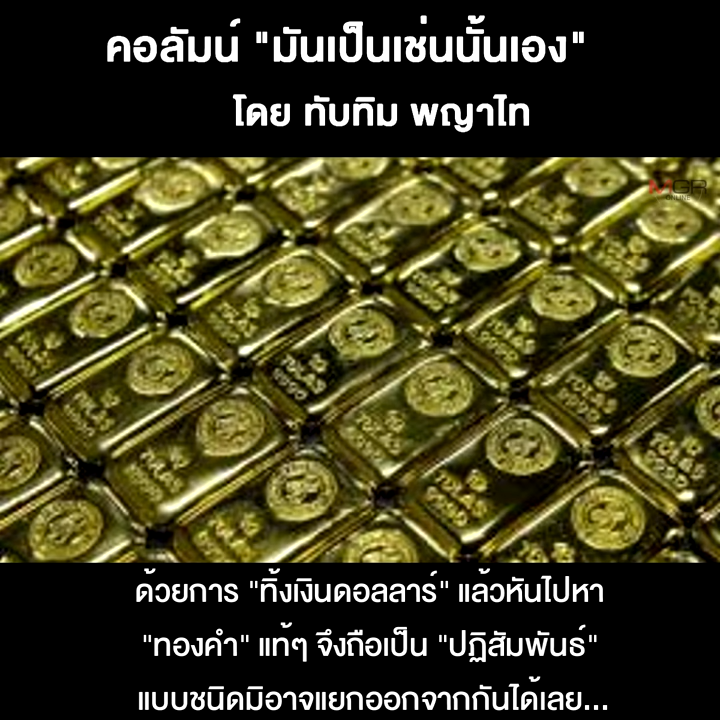 คอลัมน์ "มันเป็นเช่นนั้นเอง"
โดย ทับทิม พญาไท
MGR
ONLINE
10
TOLAS
ด้วยการ "ทิ้งเงินดอลลาร์" แล้วหันไปหา
"ทองคำ" แท้ๆ จึงถือเป็น "ปฏิสัมพันธ์"
แบบชนิดมิอาจแยกออกจากกันได้เลย...